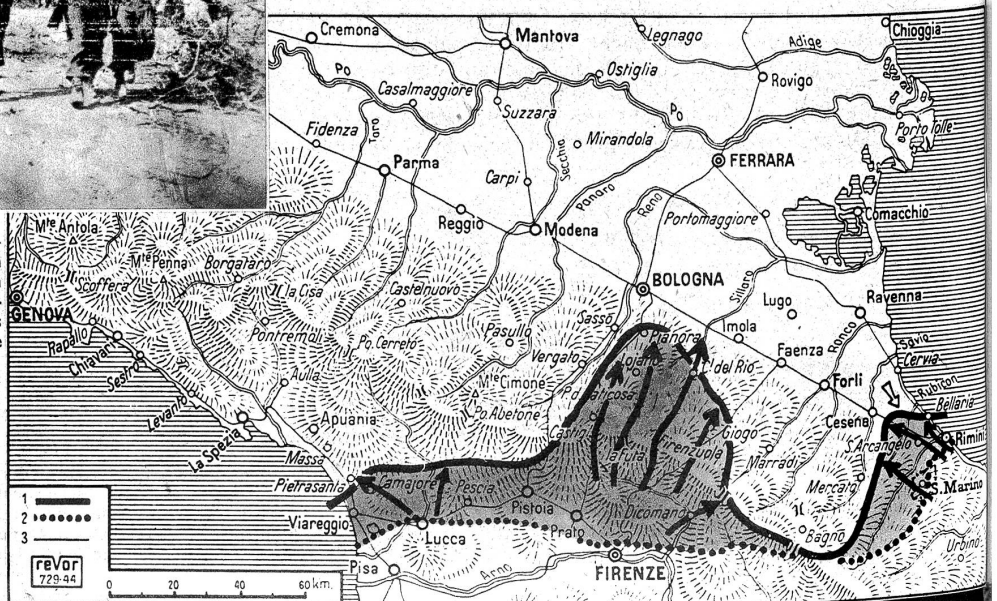 Cremona
Mantova
Legnago
Chioggia
Adige
Po
Ostiglia
Rovigo
Casalmaggiore
Suzzara
Po
Porto Tolle
Fidenza
Taro
Mirandola
Secchia
FERRARA
Parma
Carpi
Panaro
Reno
Portomaggiore
Comacchio
Reggio
Modena
Mte Antola
Mte Penna
Borgataro
Scoffera
la Cisa
Castelnuovo
BOLOGNA
Sillaro
Lugo
Ravenna
GENOVA
Rapallo
Chiavari
Sestri
Pontremoli
Po. Cerreto
Pasullo
Sasso
Pianora
Imola
Ronco
Savio
Cervia
Vergato
Loiano
del Rio
Faenza
Aulla
Mte Cimone
Po. Abetone
Forli
Rubicon
Levanto
Apuania
Cesena
Bellaria
La Spezia
Giogo
Firenzuola
la Futa
S. Arcangelo
Rimini
Massa
Marradi
Mercato
S. Marino
Pietrasanta
Camajore
Pescia
Pistoia
Dicomano
Viareggio
Lucca
Prato
Bagno
Urbino
Pisa
Arno
FIRENZE
1
2
3
reVor
729-44
0 20 40 60 km.